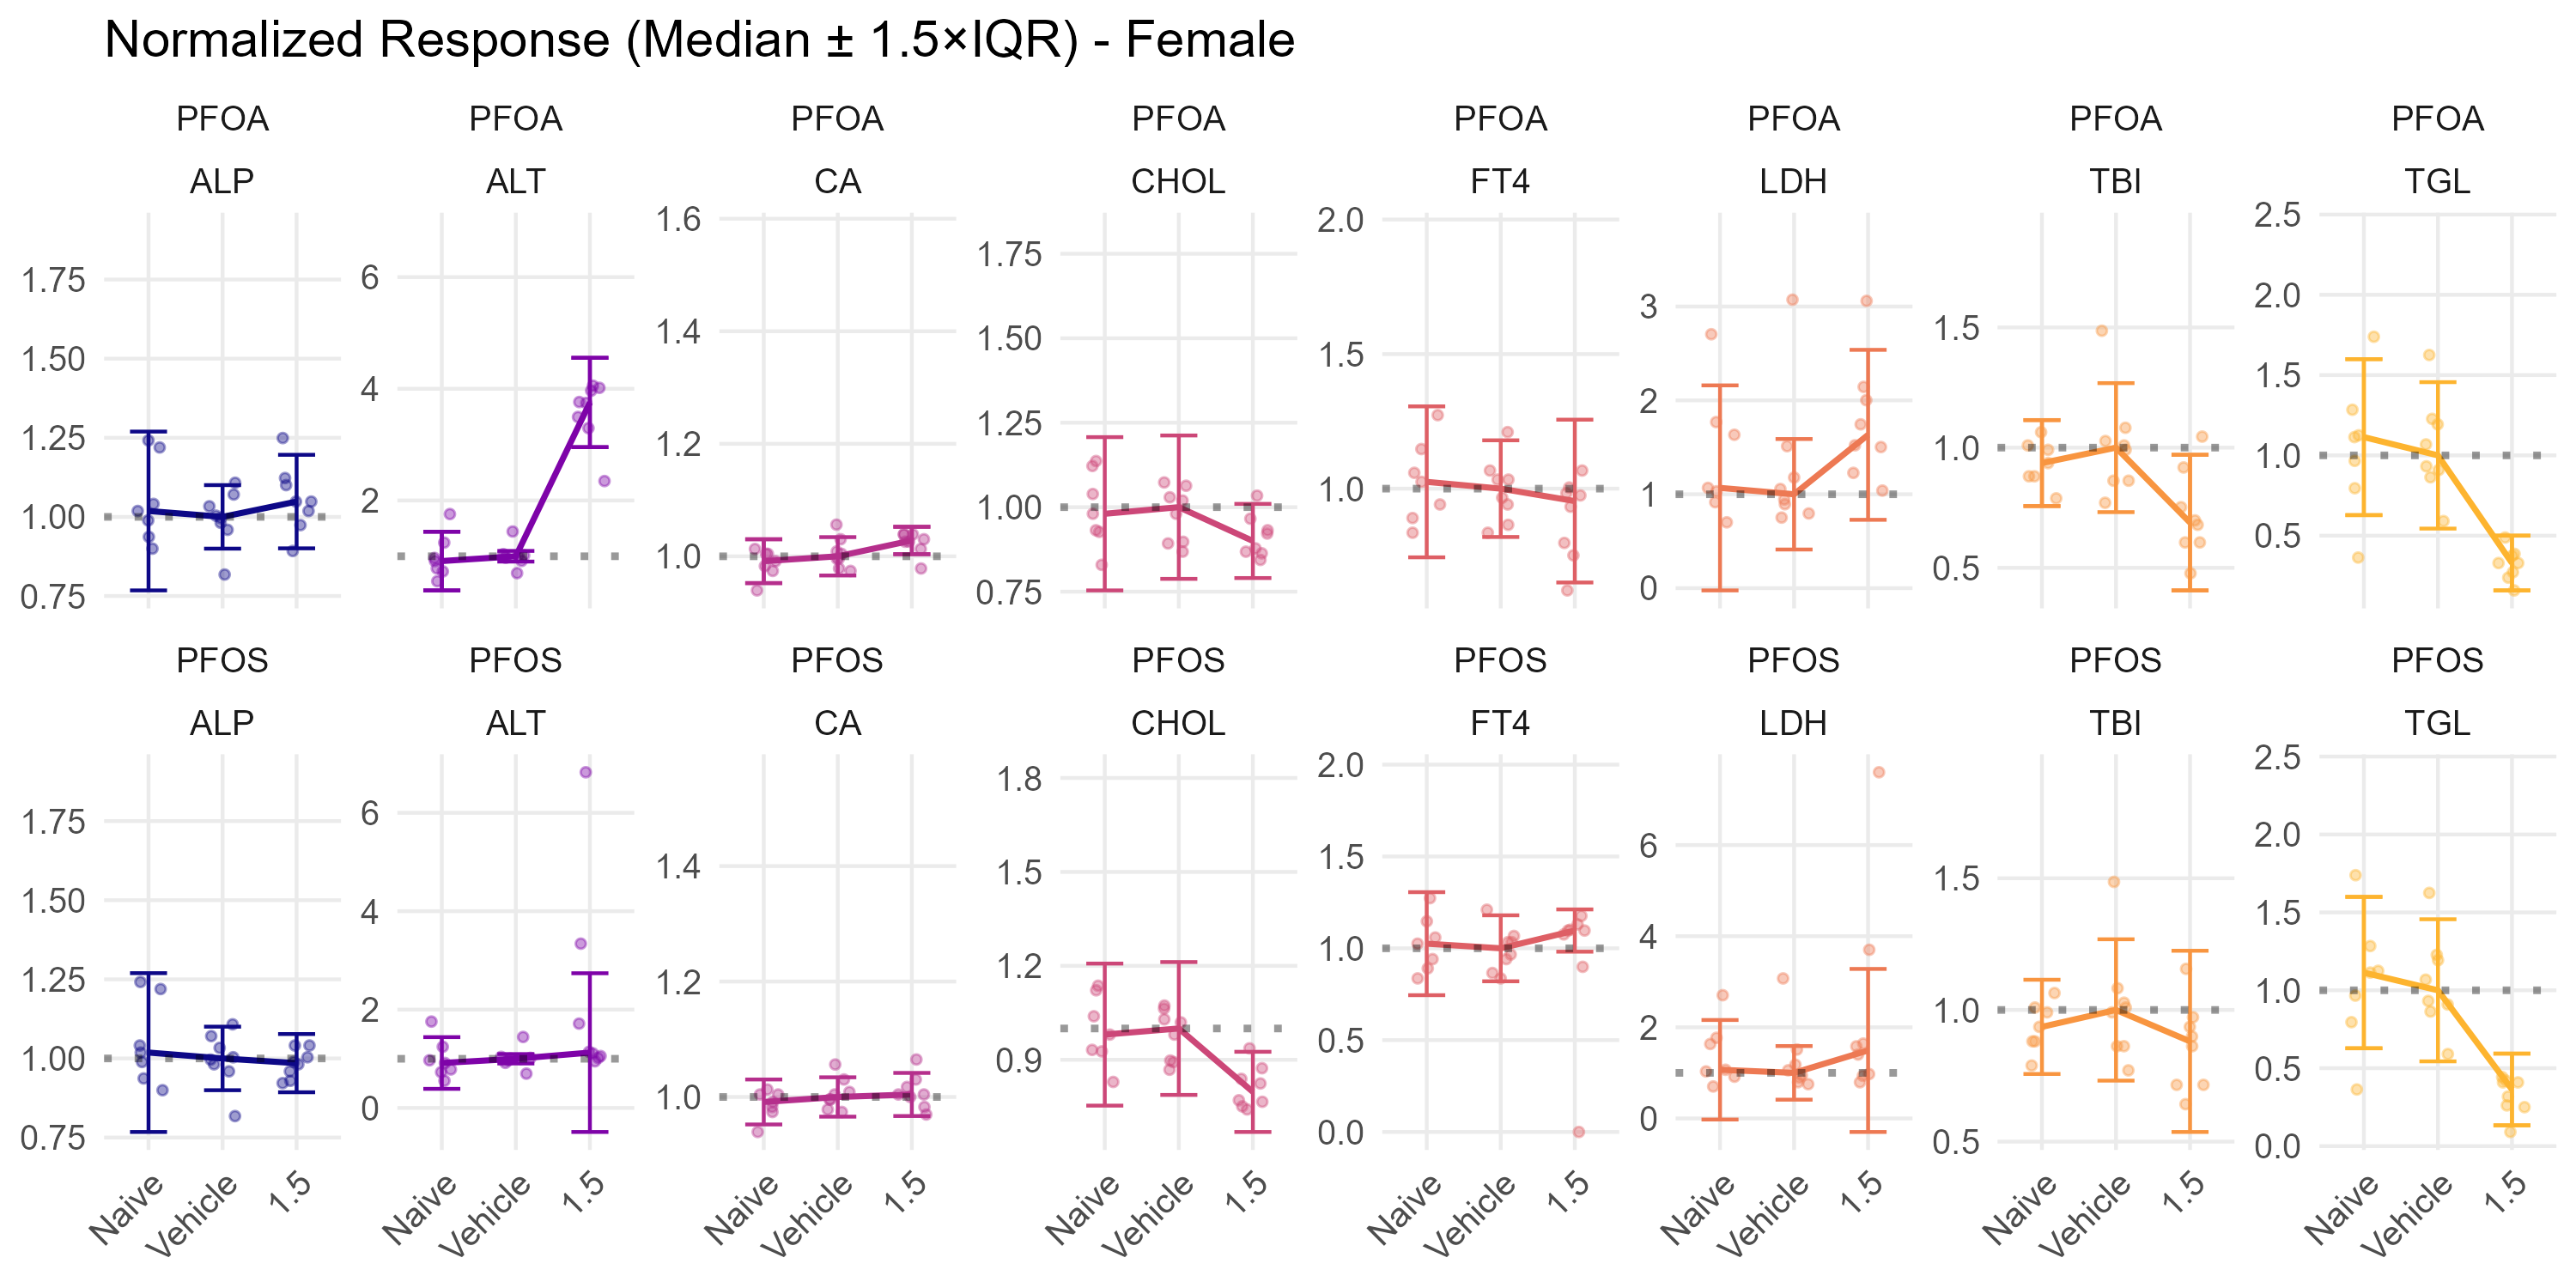 Normalized Response (Median ± 1.5×IQR) - Female
PFOA PFOA PFOA PFOA PFOA PFOA PFOA PFOA
ALP ALT CA CHOL FT4 LDH TBI TGL
1.75 1.50 1.25 1.00 0.75
6 4 2
1.6 1.4 1.2 1.0
1.75 1.50 1.25 1.00 0.75
2.0 1.5 1.0
3 2 1 0
1.5 1.0 0.5
2.5 2.0 1.5 1.0 0.5
PFOS PFOS PFOS PFOS PFOS PFOS PFOS PFOS
ALP ALT CA CHOL FT4 LDH TBI TGL
1.75 1.50 1.25 1.00 0.75
6 4 2 0
1.4 1.2 1.0
1.8 1.5 1.2 0.9
2.0 1.5 1.0 0.5 0.0
6 4 2 0
1.5 1.0 0.5
2.5 2.0 1.5 1.0 0.5 0.0
Naive Vehicle 1.5 Naive Vehicle 1.5 Naive Vehicle 1.5 Naive Vehicle 1.5 Naive Vehicle 1.5 Naive Vehicle 1.5 Naive Vehicle 1.5 Naive Vehicle 1.5